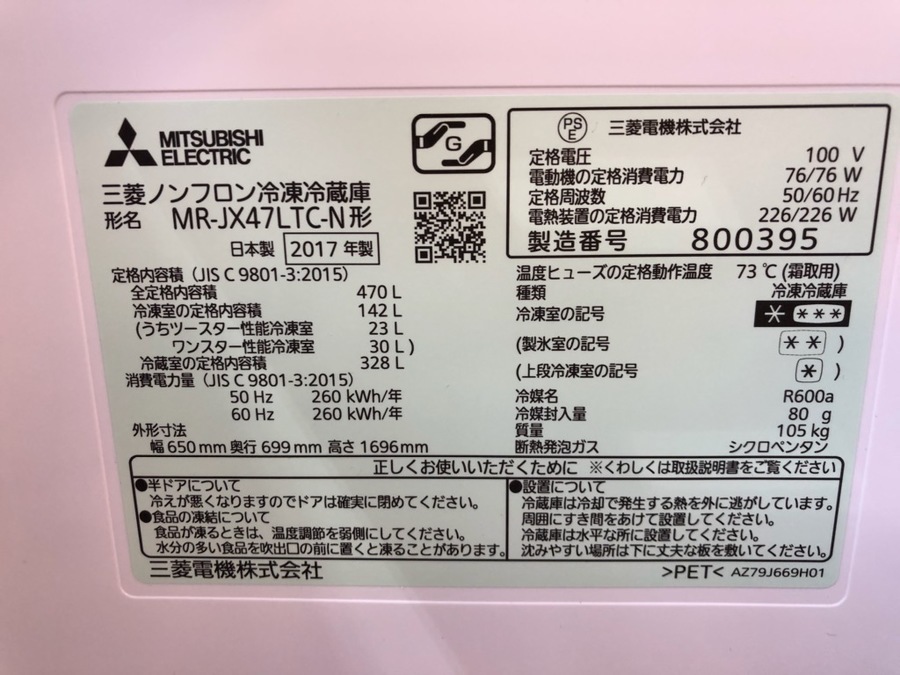 MITSUBISHI
ELECTRIC
G
三菱ノンフロン冷凍冷蔵庫
形名 MR-JX47LTC-N形
日本製 2017年製
定格内容積（JIS C 9801-3:2015）
全定格内容積 470 L
冷凍室の定格内容積 142 L
(うちツースター性能冷凍室 23 L
ワンスター性能冷凍室 30 L )
冷蔵室の定格内容積 328 L
消費電力量（JIS C 9801-3:2015）
50 Hz 260 kWh/年
60 Hz 260 kWh/年
外形寸法
幅 650 mm 奥行 699 mm 高さ 1696 mm
PSE 三菱電機株式会社
定格電圧 100 V
電動機の定格消費電力 76/76 W
定格周波数 50/60 Hz
電熱装置の定格消費電力 226/226 W
製造番号 800395
温度ヒューズの定格動作温度 73 ℃ (霜取用)
種類 冷凍冷蔵庫
冷凍室の記号 * ***
(製氷室の記号 ** )
(上段冷凍室の記号 * )
冷媒名 R600a
冷媒封入量 80 g
質量 105 kg
断熱発泡ガス シクロペンタン
正しくお使いいただくために ※くわしくは取扱説明書をご覧ください
●半ドアについて
冷えが悪くなりますのでドアは確実に閉めてください。
●食品の凍結について
食品が凍るときは、温度調節を弱側にしてください。
水分の多い食品を吹出口の前に置くと凍ることがあります。
●設置について
冷蔵庫は冷却で発生する熱を外に逃がしています。
周囲にすき間をあけて設置してください。
冷蔵庫は水平な所に設置してください。
沈みやすい場所は下に丈夫な板を敷いてください。
三菱電機株式会社
>PET< AZ79J669H01